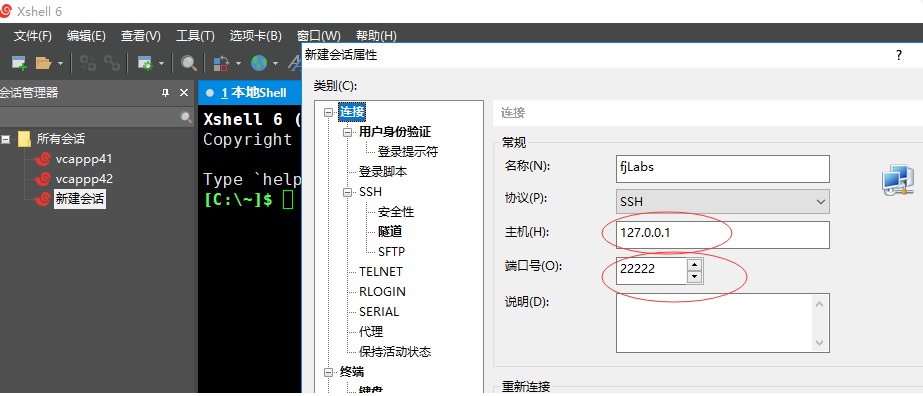 Xshell 6
文件(F) 编辑(E) 查看(V) 工具(T) 选项卡(B) 窗口(W) 帮助(H)
会话管理器
所有会话
vcappp41
vcappp42
新建会话
1 本地Shell
Xshell 6 (
Copyright
Type `help
[C:\~]$
新建会话属性
?
类别(C):
连接
用户身份验证
登录提示符
登录脚本
SSH
安全性
隧道
SFTP
TELNET
RLOGIN
SERIAL
代理
保持活动状态
终端
键盘
连接
常规
名称(N): fjLabs
协议(P): SSH
主机(H): 127.0.0.1
端口号(O): 22222
说明(D):
重新连接